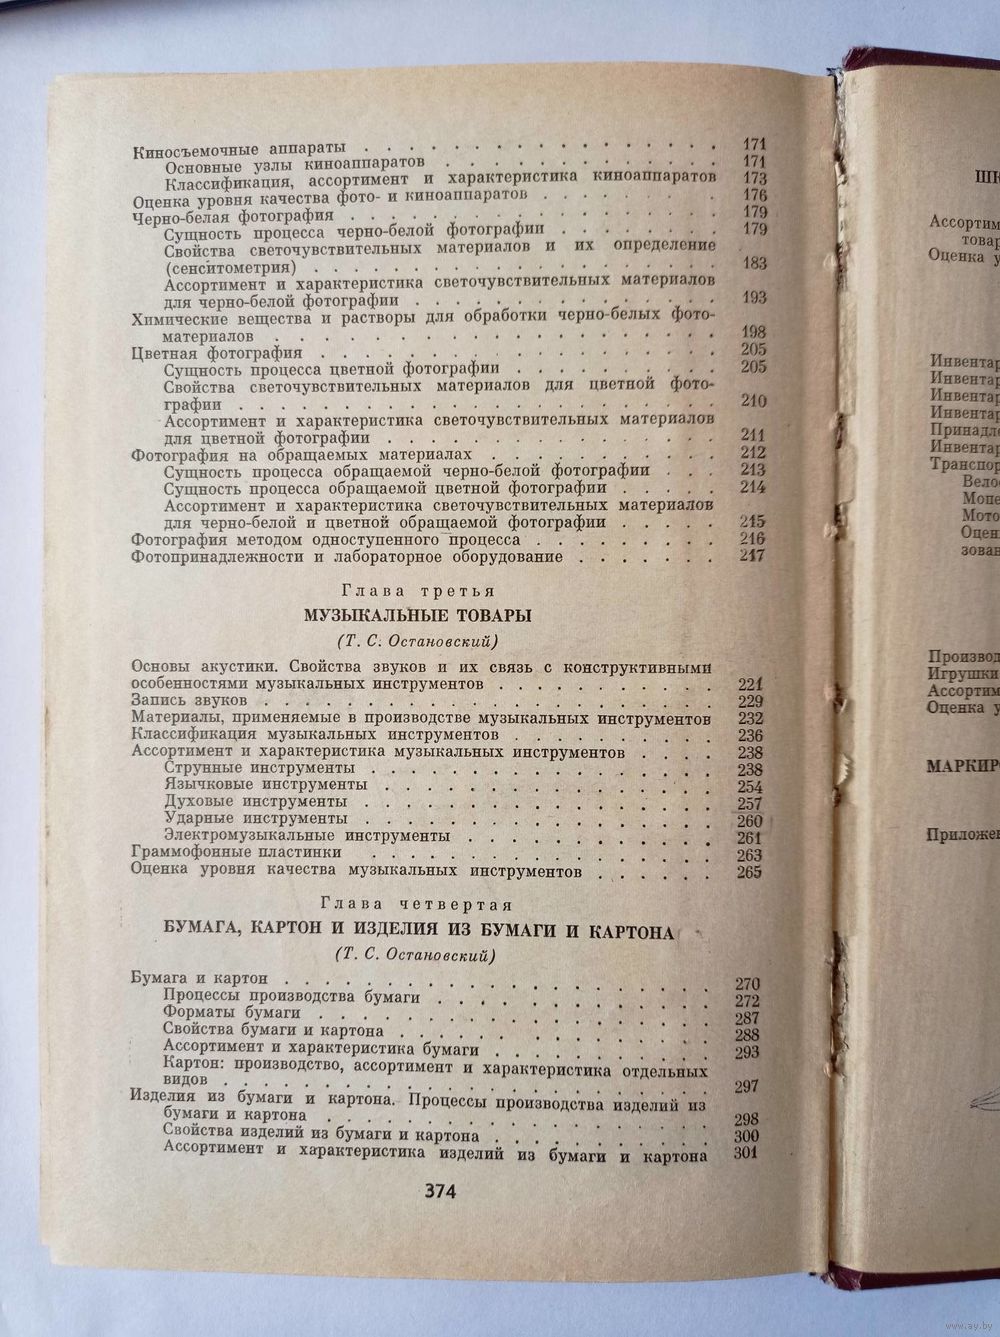 Киносъемочные аппараты . . . . . . . . . . . . . . . . 171
Основные узлы киноаппаратов . . . . . . . . . . . . 171
Классификация, ассортимент и характеристика киноаппаратов 173
Оценка уровня качества фото- и киноаппаратов . . . . . . . 176
Черно-белая фотография . . . . . . . . . . . . . . . . 179
Сущность процесса черно-белой фотографии . . . . . . . 179
Свойства светочувствительных материалов и их определение
(сенситометрия) . . . . . . . . . . . . . . . . . . 183
Ассортимент и характеристика светочувствительных материалов
для черно-белой фотографии . . . . . . . . . . . . . 193
Химические вещества и растворы для обработки черно-белых фото-
материалов . . . . . . . . . . . . . . . . . . . . 198
Цветная фотография . . . . . . . . . . . . . . . . . 205
Сущность процесса цветной фотографии . . . . . . . . . 205
Свойства светочувствительных материалов для цветной фото-
графии . . . . . . . . . . . . . . . . . . . . . . 210
Ассортимент и характеристика светочувствительных материалов
для цветной фотографии . . . . . . . . . . . . . . . 211
Фотография на обращаемых материалах . . . . . . . . . . 212
Сущность процесса обращаемой черно-белой фотографии . . . 213
Сущность процесса обращаемой цветной фотографии . . . . . 214
Ассортимент и характеристика светочувствительных материалов
для черно-белой и цветной обращаемой фотографии . . . . . 215
Фотография методом одноступенного процесса . . . . . . . . 216
Фотопринадлежности и лабораторное оборудование . . . . . . 217
Глава третья
МУЗЫКАЛЬНЫЕ ТОВАРЫ
(Т. С. Остановский)
Основы акустики. Свойства звуков и их связь с конструктивными
особенностями музыкальных инструментов . . . . . . . . . . 221
Запись звуков . . . . . . . . . . . . . . . . . . . . 229
Материалы, применяемые в производстве музыкальных инструментов 232
Классификация музыкальных инструментов . . . . . . . . . 236
Ассортимент и характеристика музыкальных инструментов . . . . 238
Струнные инструменты . . . . . . . . . . . . . . . . 238
Язычковые инструменты . . . . . . . . . . . . . . . 254
Духовые инструменты . . . . . . . . . . . . . . . . 257
Ударные инструменты . . . . . . . . . . . . . . . . 260
Электромузыкальные инструменты . . . . . . . . . . . 261
Граммофонные пластинки . . . . . . . . . . . . . . . . 263
Оценка уровня качества музыкальных инструментов . . . . . . 265
Глава четвертая
БУМАГА, КАРТОН И ИЗДЕЛИЯ ИЗ БУМАГИ И КАРТОНА
(Т. С. Остановский)
Бумага и картон . . . . . . . . . . . . . . . . . . . 270
Процессы производства бумаги . . . . . . . . . . . . . 272
Форматы бумаги . . . . . . . . . . . . . . . . . . 287
Свойства бумаги и картона . . . . . . . . . . . . . . 288
Ассортимент и характеристика бумаги . . . . . . . . . . 293
Картон: производство, ассортимент и характеристика отдельных
видов . . . . . . . . . . . . . . . . . . . . . . 297
Изделия из бумаги и картона. Процессы производства изделий из
бумаги и картона . . . . . . . . . . . . . . . . . . 298
Свойства изделий из бумаги и картона . . . . . . . . . . 300
Ассортимент и характеристика изделий из бумаги и картона 301
374
Ассортим
товар
Оценка у
Инвентар
Инвентар
Инвентар
Инвентар
Принадле
Инвентар
Транспор
Вело
Мопе
Мото
Оцен
зован
Производ
Игрушки
Ассортим
Оценка у
МАРКИР
Приложен
www.ay.by